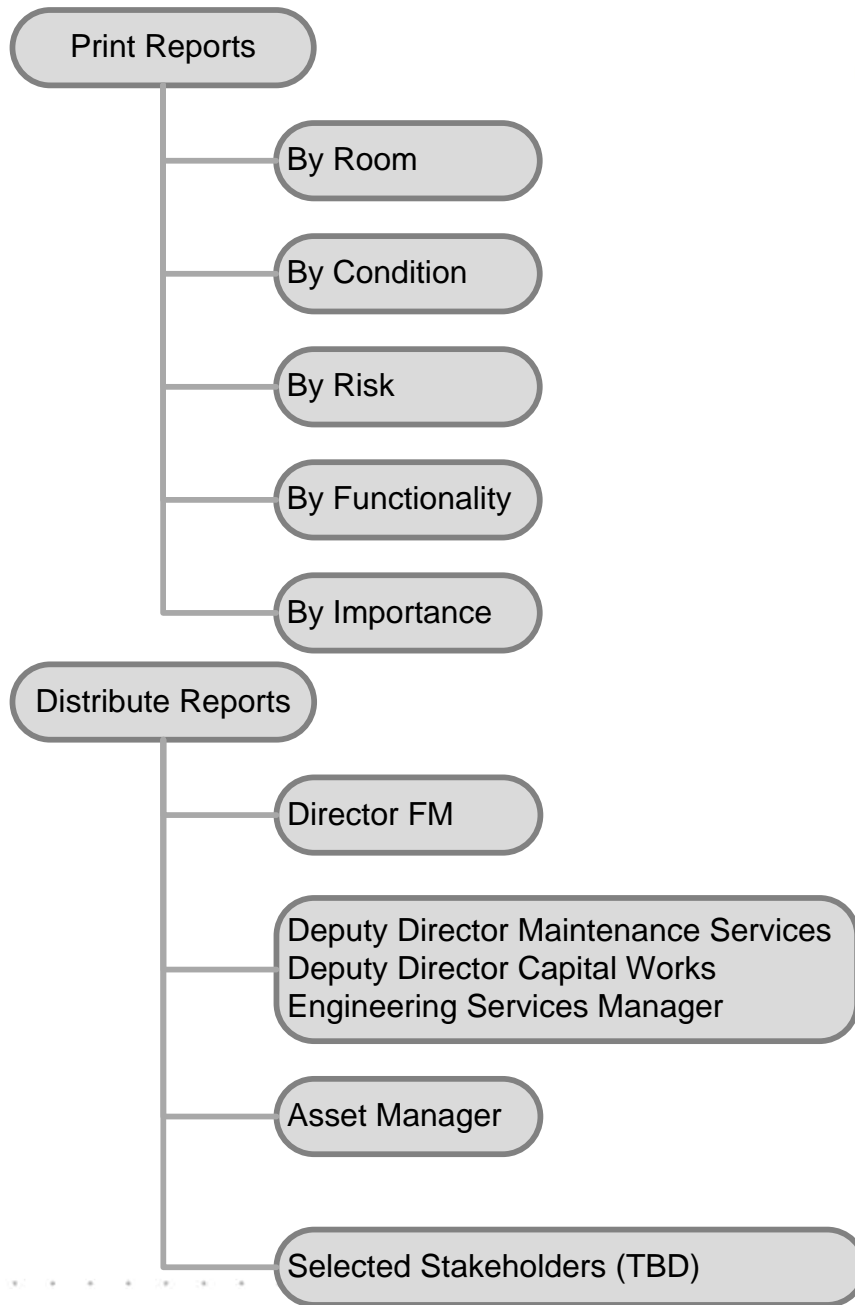 Print Reports
By Room
By Condition
By Risk
By Functionality
By Importance
Distribute Reports
Director FM
Deputy Director Maintenance Services
Deputy Director Capital Works
Engineering Services Manager
Asset Manager
Selected Stakeholders (TBD)